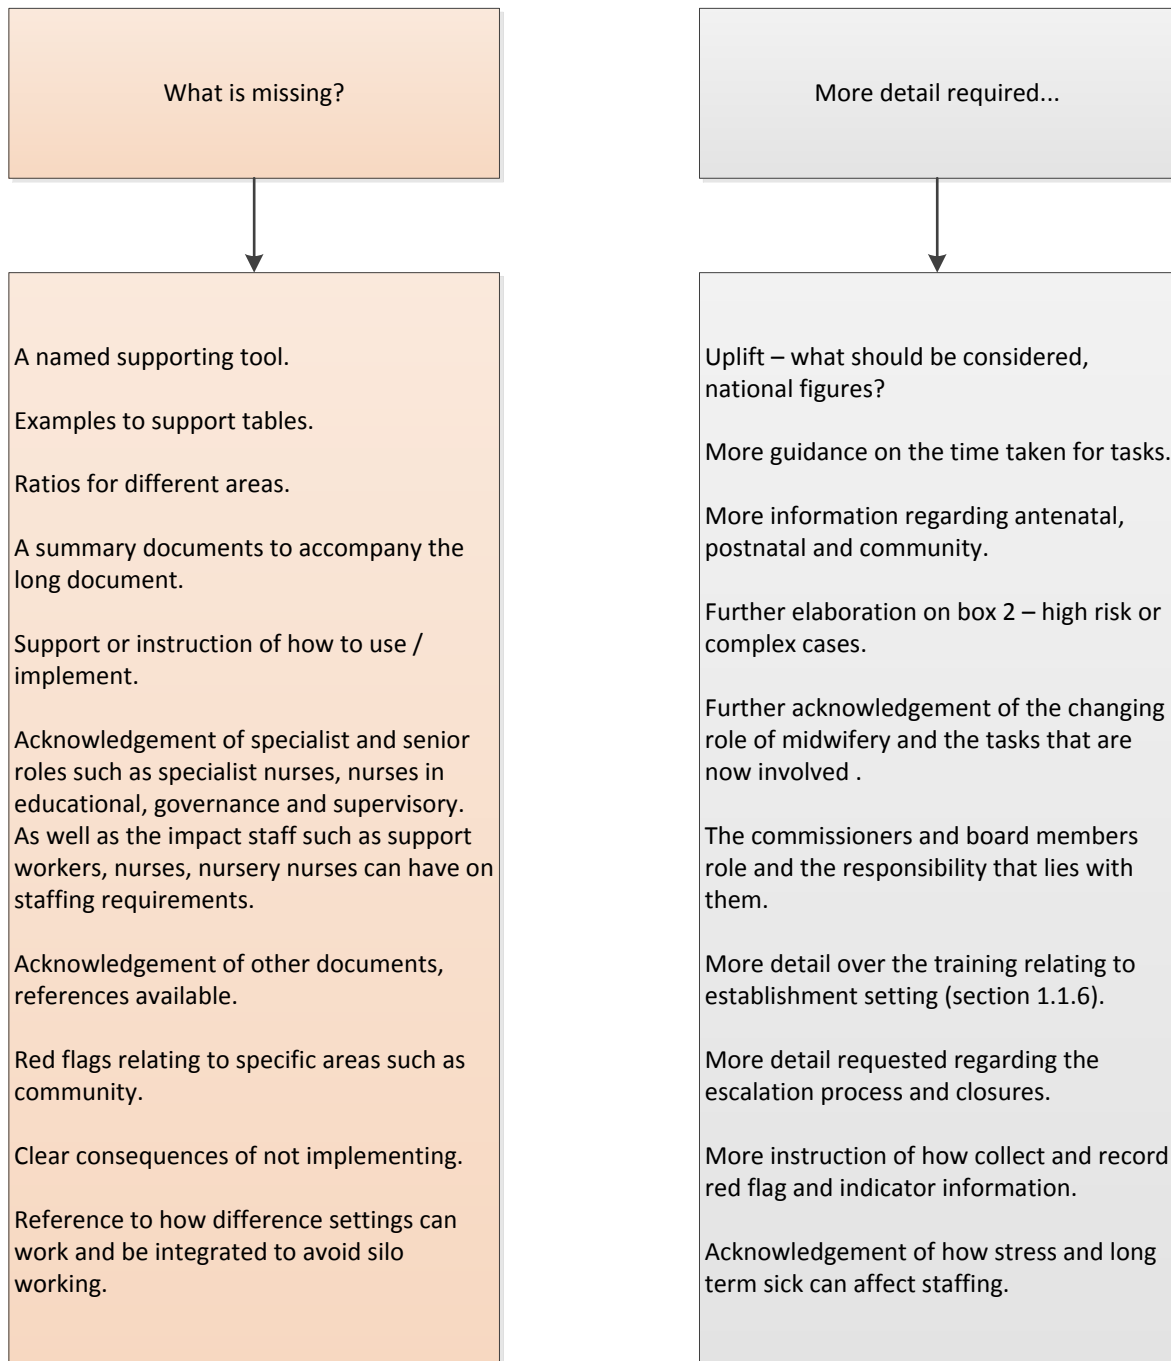 What is missing?
A named supporting tool.
Examples to support tables.
Ratios for different areas.
A summary documents to accompany the
long document.
Support or instruction of how to use /
implement.
Acknowledgement of specialist and senior
roles such as specialist nurses, nurses in
educational, governance and supervisory.
As well as the impact staff such as support
workers, nurses, nursery nurses can have on
staffing requirements.
Acknowledgement of other documents,
references available.
Red flags relating to specific areas such as
community.
Clear consequences of not implementing.
Reference to how difference settings can
work and be integrated to avoid silo
working.
More detail required...
Uplift – what should be considered,
national figures?
More guidance on the time taken for tasks.
More information regarding antenatal,
postnatal and community.
Further elaboration on box 2 – high risk or
complex cases.
Further acknowledgement of the changing
role of midwifery and the tasks that are
now involved .
The commissioners and board members
role and the responsibility that lies with
them.
More detail over the training relating to
establishment setting (section 1.1.6).
More detail requested regarding the
escalation process and closures.
More instruction of how collect and record
red flag and indicator information.
Acknowledgement of how stress and long
term sick can affect staffing.